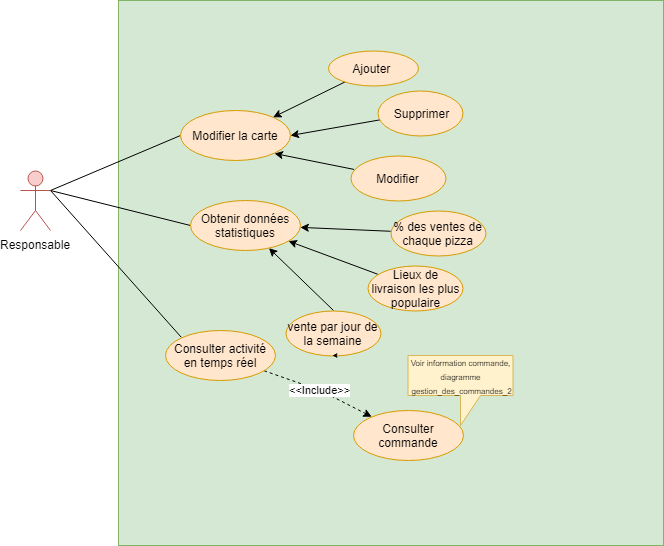 Ajouter
Supprimer
Modifier la carte
Modifier
Responsable
Obtenir données
statistiques
% des ventes de
chaque pizza
Lieux de
livraison les plus
populaire
vente par jour de
la semaine
Consulter activité
en temps réel
<<Include>>
Voir information commande,
diagramme
gestion_des_commandes_2
Consulter
commande